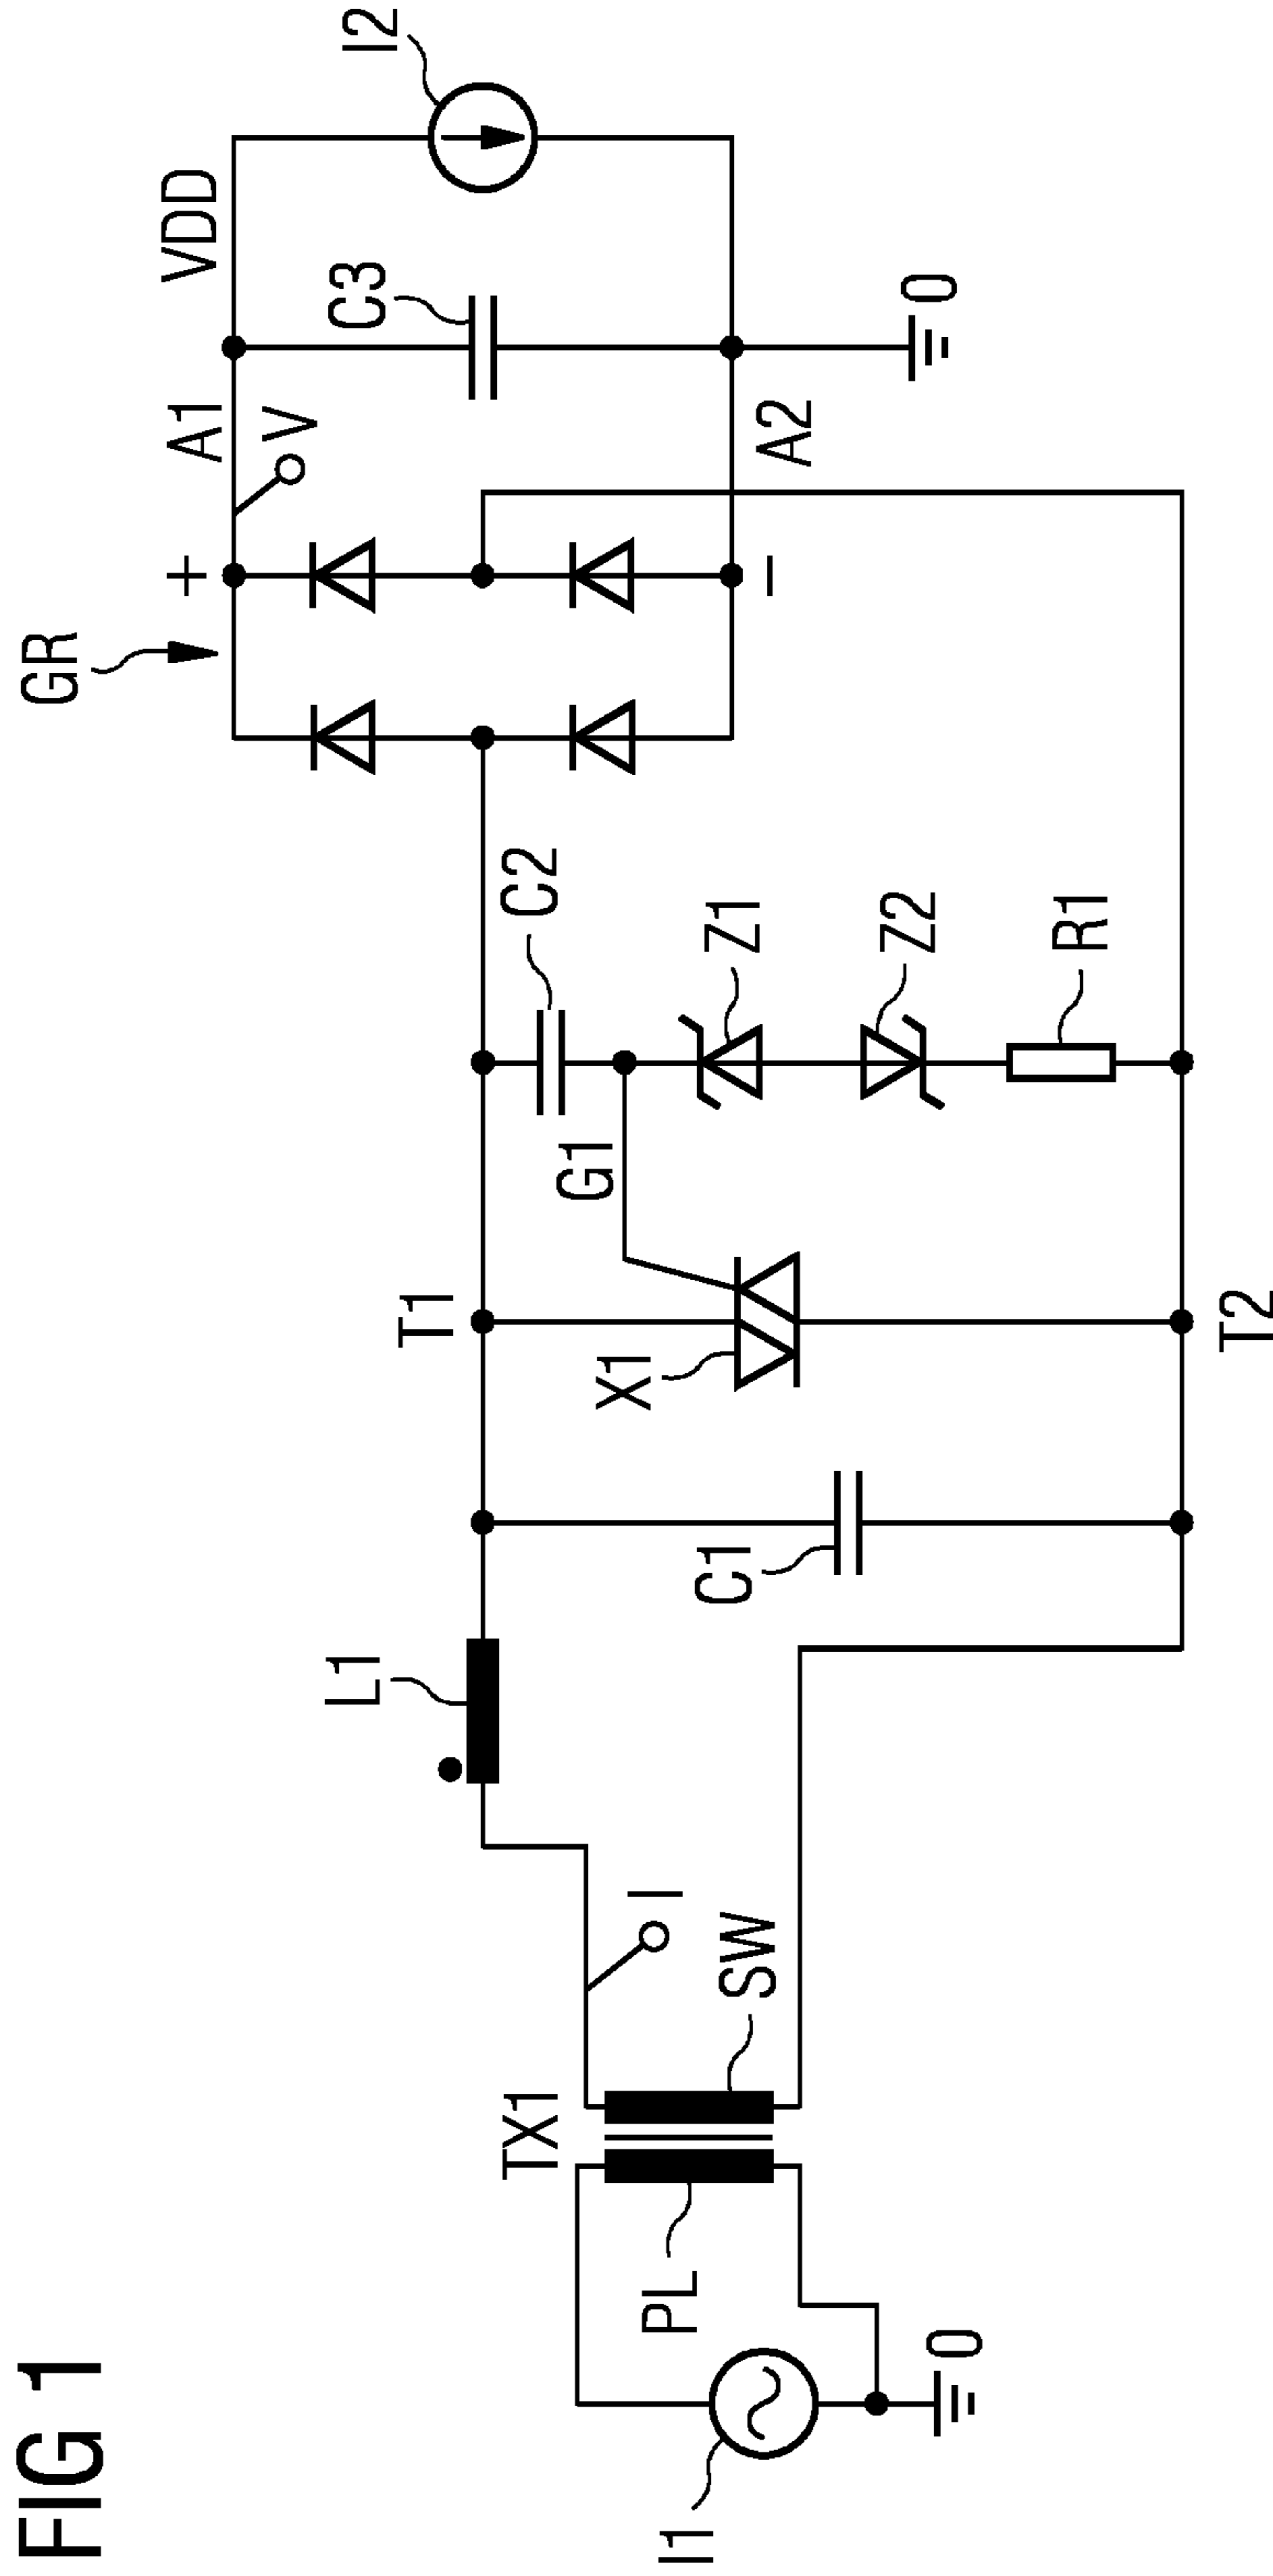 FIG 1
I1
0
PL
TX1
SW
I
L1
C1
X1
T1
T2
G1
C2
Z1
Z2
R1
GR
+
−
A1
V
A2
VDD
C3
0
I2